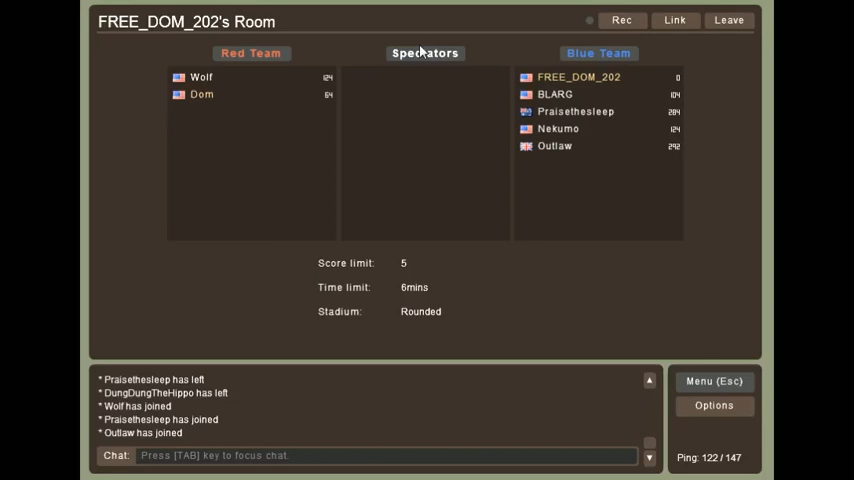 FREE_DOM_202's Room
Rec
Link
Leave
Red Team
Spectators
Blue Team
Wolf 124
Dom 64
FREE_DOM_202 0
BLARG 104
Praisethesleep 284
Nekumo 124
Outlaw 292
Score limit: 5
Time limit: 6mins
Stadium: Rounded
* Praisethesleep has left
* DungDungTheHippo has left
* Wolf has joined
* Praisethesleep has joined
* Outlaw has joined
Chat: Press [TAB] key to focus chat.
Menu (Esc)
Options
Ping: 122 / 147